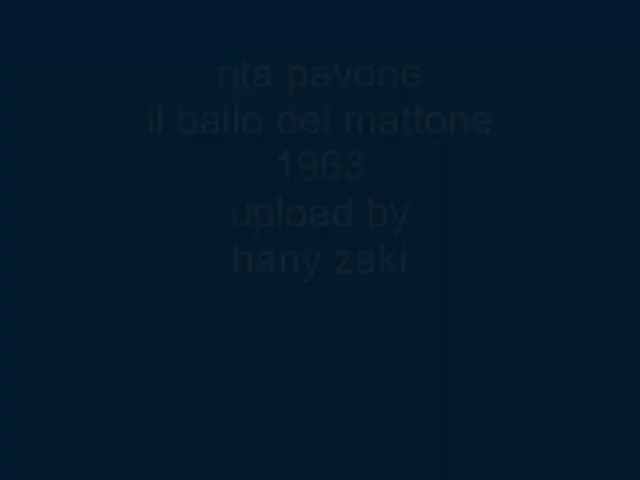 rita pavone
il ballo del mattone
1963
upload by
hany zaki